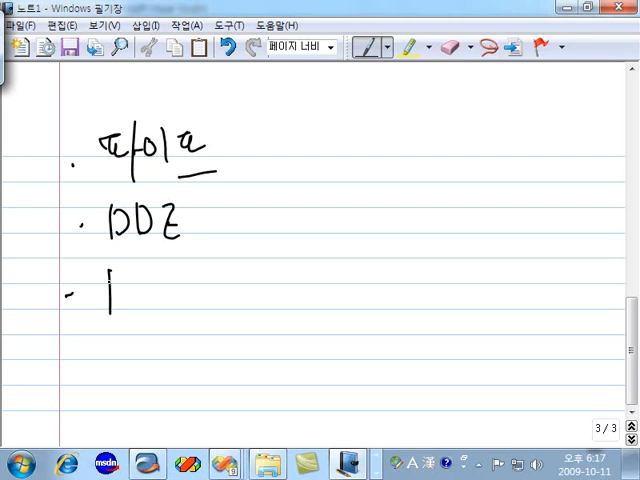 노트1 - Windows 필기장
파일(F) 편집(E) 보기(V) 삽입(I) 작업(A) 도구(T) 도움말(H)
페이지 너비
· 파이프
· DDE
- |
3 / 3
msdn
A 漢
오후 6:17
2009-10-11